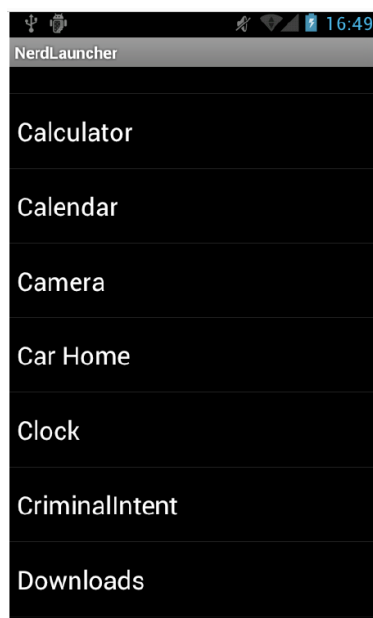 16:49
NerdLauncher
Calculator
Calendar
Camera
Car Home
Clock
CriminalIntent
Downloads